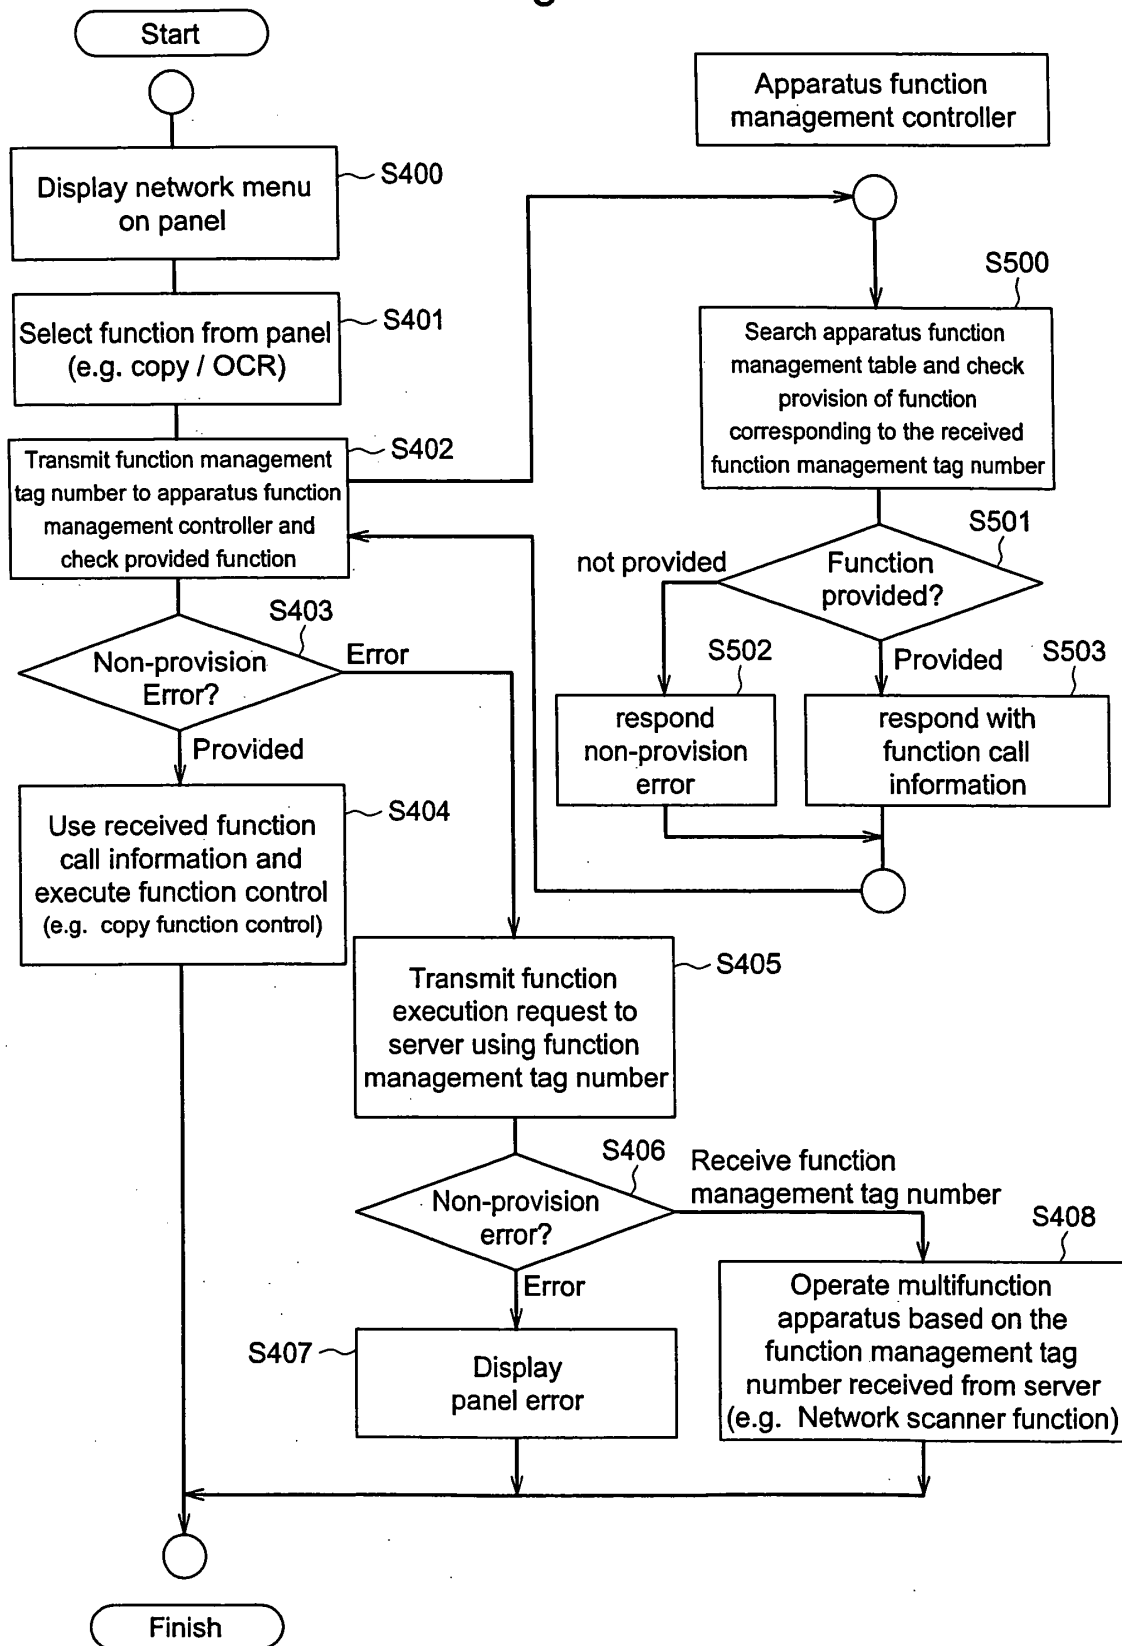 Start
Apparatus function
management controller
S400
Display network menu
on panel
S401
Select function from panel
(e.g. copy / OCR)
S402
Transmit function management
tag number to apparatus function
management controller and
check provided function
S403
Non-provision
Error?
Error
Provided
S404
Use received function
call information and
execute function control
(e.g. copy function control)
S500
Search apparatus function
management table and check
provision of function
corresponding to the received
function management tag number
S501
Function
provided?
not provided
Provided
S502
respond
non-provision
error
S503
respond with
function call
information
S405
Transmit function
execution request to
server using function
management tag number
S406
Non-provision
error?
Receive function
management tag number
Error
S407
Display
panel error
S408
Operate multifunction
apparatus based on the
function management tag
number received from server
(e.g. Network scanner function)
Finish